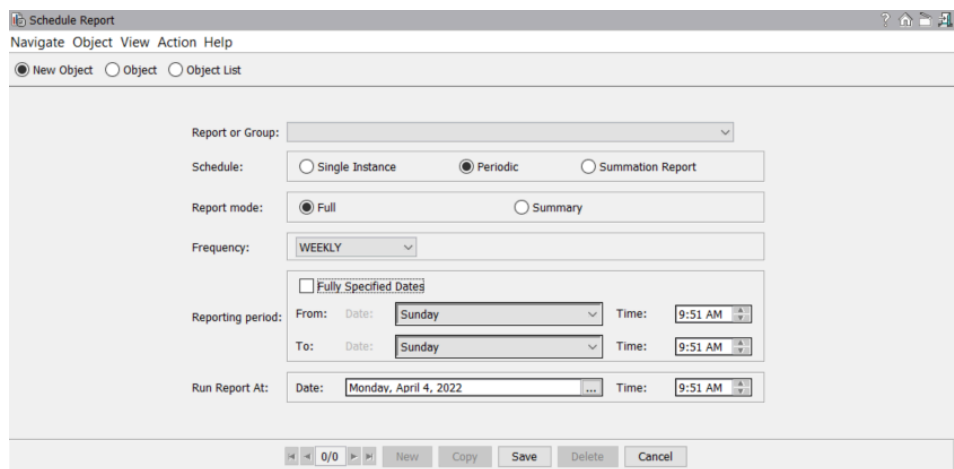 Schedule Report
Navigate Object View Action Help
New Object Object Object List
Report or Group:
Schedule: Single Instance Periodic Summation Report
Report mode: Full Summary
Frequency: WEEKLY
Fully Specified Dates
Reporting period: From: Date: Sunday Time: 9:51 AM
To: Date: Sunday Time: 9:51 AM
Run Report At: Date: Monday, April 4, 2022 ... Time: 9:51 AM
0/0 New Copy Save Delete Cancel